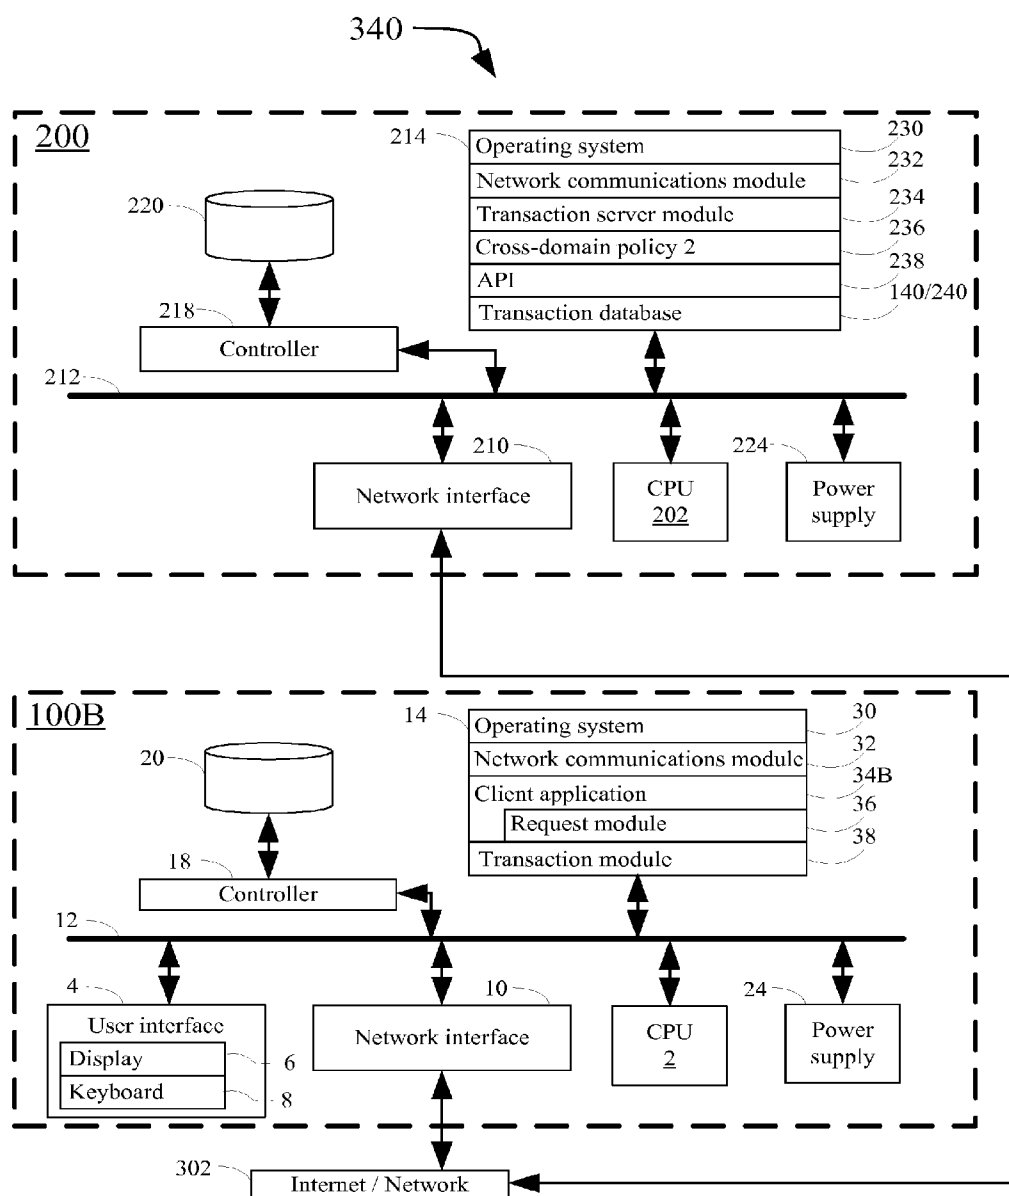 340
200
214
Operating system
230
Network communications module
232
220
Transaction server module
234
Cross-domain policy 2
236
API
238
Transaction database
140/240
218
Controller
212
210
Network interface
CPU
202
224
Power
supply
100B
14
Operating system
30
20
Network communications module
32
Client application
34B
Request module
36
Transaction module
38
18
Controller
12
4
User interface
Display
6
Keyboard
8
10
Network interface
CPU
2
24
Power
supply
302
Internet / Network